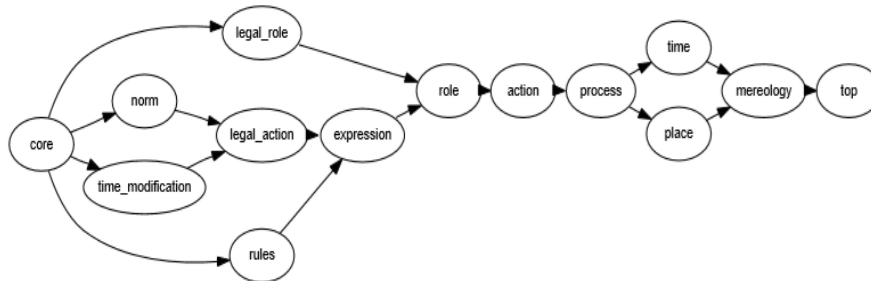 legal_role
time
norm
role
action
process
mereology
top
core
legal_action
expression
place
time_modification
rules